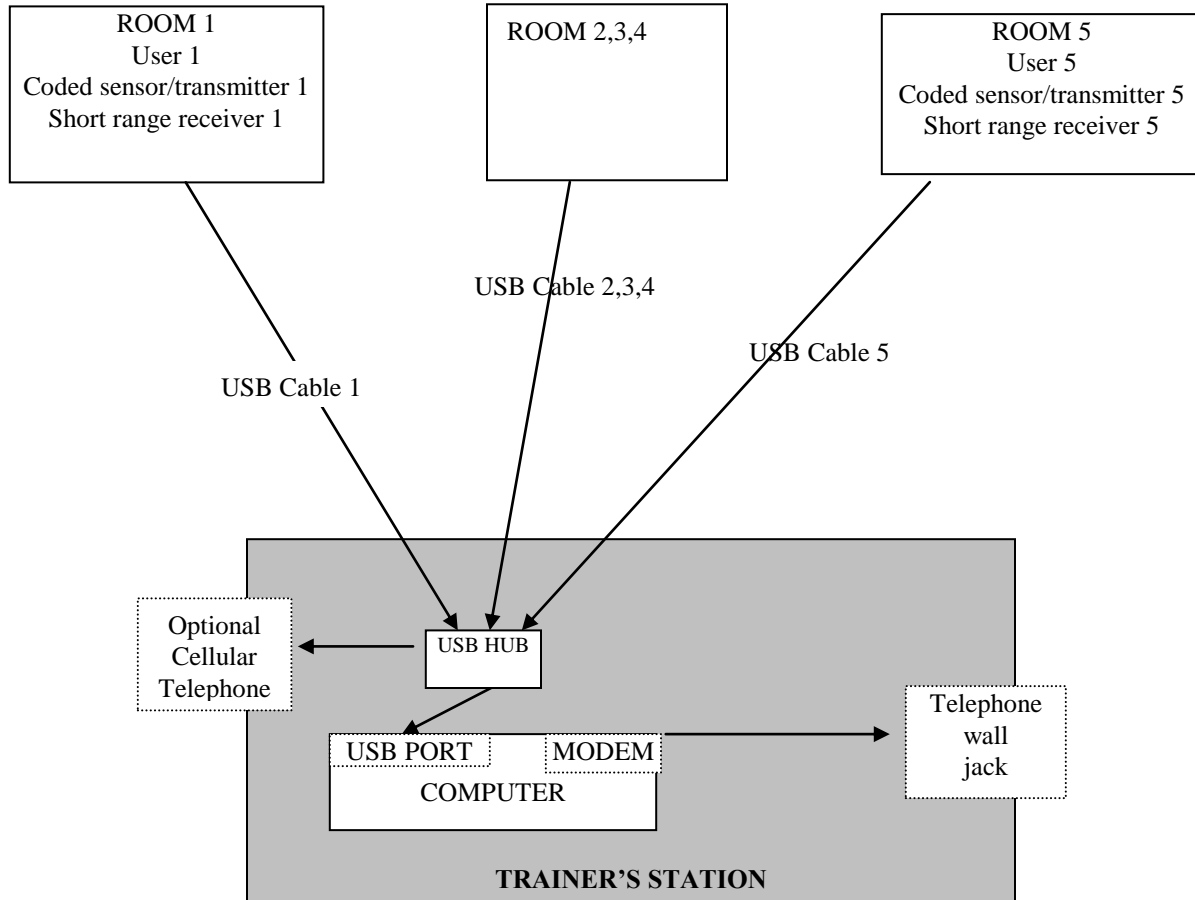 ROOM 1
User 1
Coded sensor/transmitter 1
Short range receiver 1
ROOM 2,3,4
ROOM 5
User 5
Coded sensor/transmitter 5
Short range receiver 5
USB Cable 2,3,4
USB Cable 5
USB Cable 1
Optional
Cellular
Telephone
USB HUB
Telephone
wall
jack
USB PORT
MODEM
COMPUTER
TRAINER'S STATION